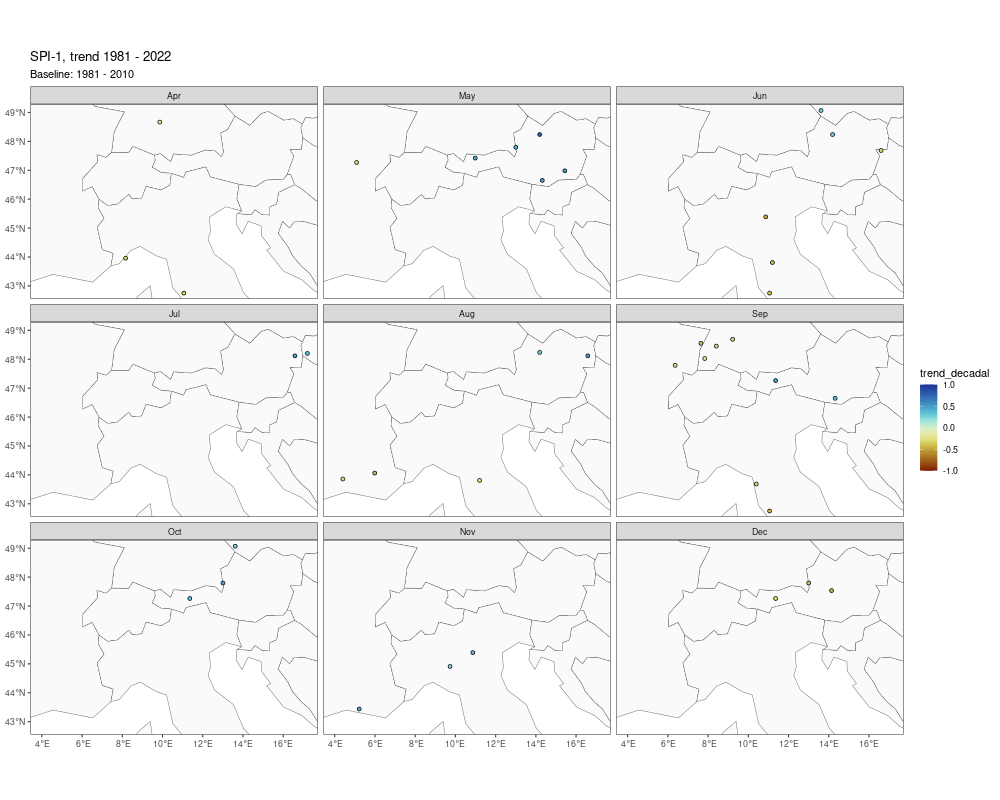 SPI-1, trend 1981 - 2022
Baseline: 1981 - 2010
Apr May Jun
49°N
48°N
47°N
46°N
45°N
44°N
43°N
Jul Aug Sep
49°N
48°N
47°N
46°N
45°N
44°N
43°N
Oct Nov Dec
49°N
48°N
47°N
46°N
45°N
44°N
43°N
4°E 6°E 8°E 10°E 12°E 14°E 16°E 4°E 6°E 8°E 10°E 12°E 14°E 16°E 4°E 6°E 8°E 10°E 12°E 14°E 16°E
trend_decadal
1.0
0.5
0.0
-0.5
-1.0